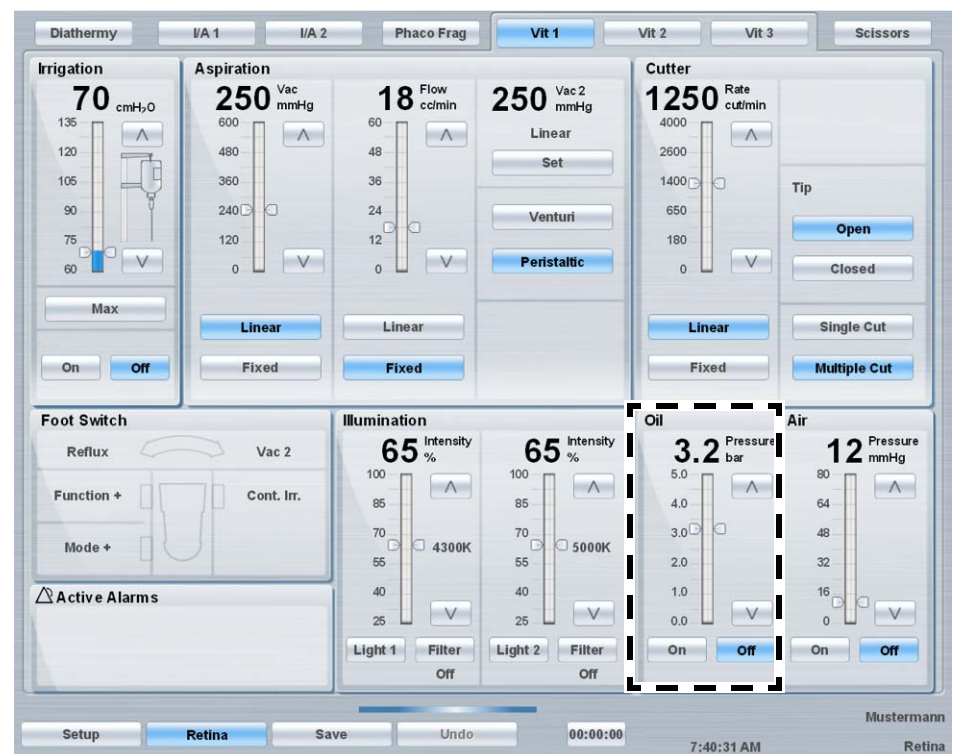 Diathermy I/A 1 I/A 2 Phaco Frag Vit 1 Vit 2 Vit 3 Scissors
Irrigation
70 cmH₂O
135
120
105
90
75
60
Max
On Off
Aspiration
250 Vac mmHg
600
480
360
240
120
0
Linear
Fixed
18 Flow cc/min
60
48
36
24
12
0
Linear
Fixed
250 Vac 2 mmHg
Linear
Set
Venturi
Peristaltic
Cutter
1250 Rate cut/min
4000
2600
1400
650
180
0
Linear
Fixed
Tip
Open
Closed
Single Cut
Multiple Cut
Foot Switch
Reflux Vac 2
Function + Cont. Irr.
Mode +
Active Alarms
Illumination
65 Intensity %
100
85
70
4300K
55
40
25
Light 1 Filter
Off
65 Intensity %
100
85
70
5000K
55
40
25
Light 2 Filter
Off
Oil
3.2 Pressure bar
5.0
4.0
3.0
2.0
1.0
0.0
On Off
Air
12 Pressure mmHg
80
64
48
32
16
0
On Off
Mustermann
Setup Retina Save Undo 00:00:00
7:40:31 AM Retina